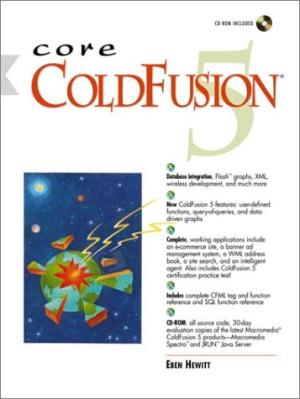 CD-ROM INCLUDED
core
COLDFUSION®
5
Database integration, Flash™ graphs, XML,
wireless development, and much more
New ColdFusion 5 features: user-defined
functions, query-of-queries, and data-
driven graphs
Complete, working applications include
an e-commerce site, a banner ad
management system, a WML address
book, a site search, and an intelligent
agent. Also includes ColdFusion 5
certification practice test!
Includes complete CFML tag and function
reference and SQL function reference
CD-ROM: all source code, 30-day
evaluation copies of the latest Macromedia®
ColdFusion 5 products—Macromedia
Spectra™ and JRUN™ Java Server
EBEN HEWITT